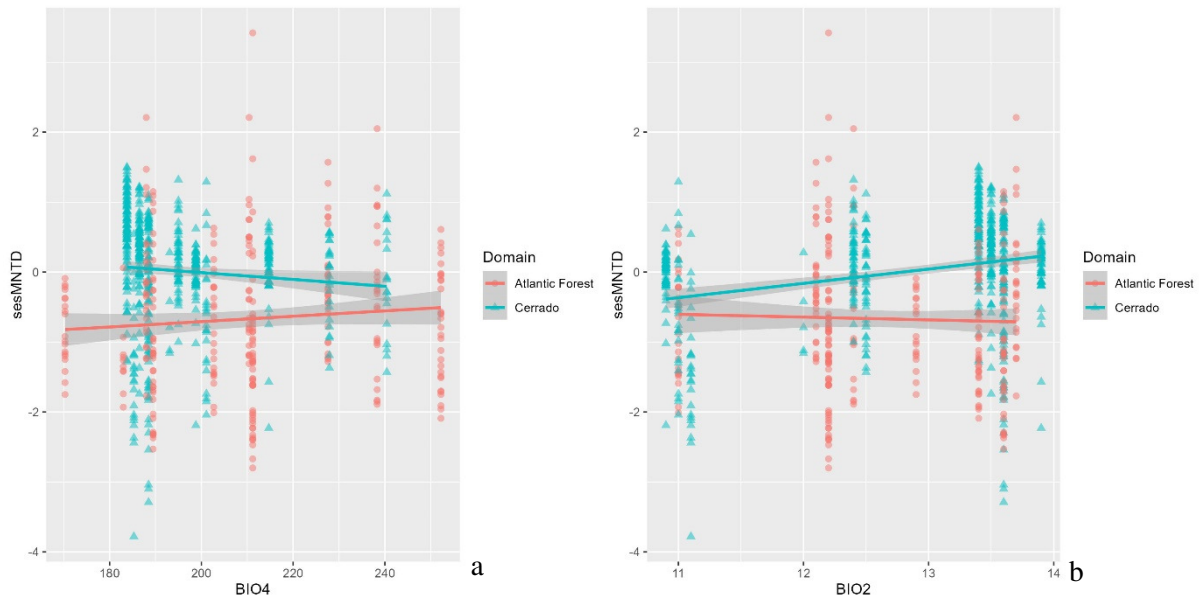 2
0
-2
-4
sesMNTD
180
200
220
240
BIO4
Domain
Atlantic Forest
Cerrado
a
2
0
-2
-4
sesMNTD
11
12
13
14
BIO2
Domain
Atlantic Forest
Cerrado
b